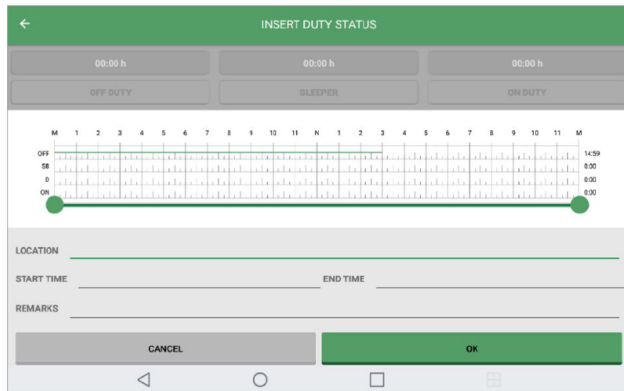 INSERT DUTY STATUS
00:00 h 00:00 h 00:00 h
OFF DUTY SLEEPER ON DUTY
M 1 2 3 4 5 6 7 8 9 10 11 N 1 2 3 4 5 6 7 8 9 10 11 M
OFF 14:59
SB 0:00
D 0:00
ON 0:00
LOCATION
START TIME END TIME
REMARKS
CANCEL OK